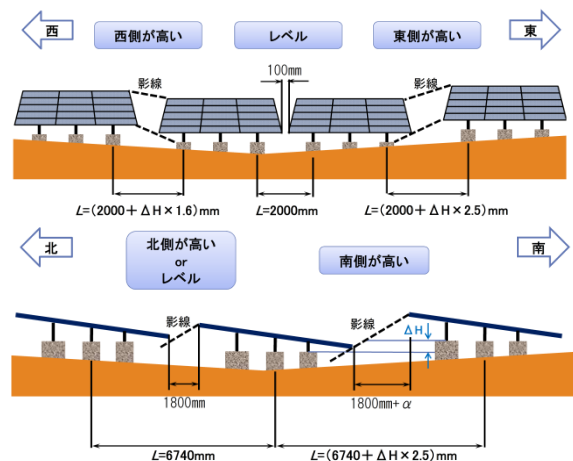 西
西側が高い
レベル
東側が高い
東
100mm
影線
影線
L=(2000+ΔH×1.6)mm
L=2000mm
L=(2000+ΔH×2.5)mm
北
北側が高い
or
レベル
南側が高い
南
影線
影線
ΔH
1800mm
1800mm+α
L=6740mm
L=(6740+ΔH×2.5)mm